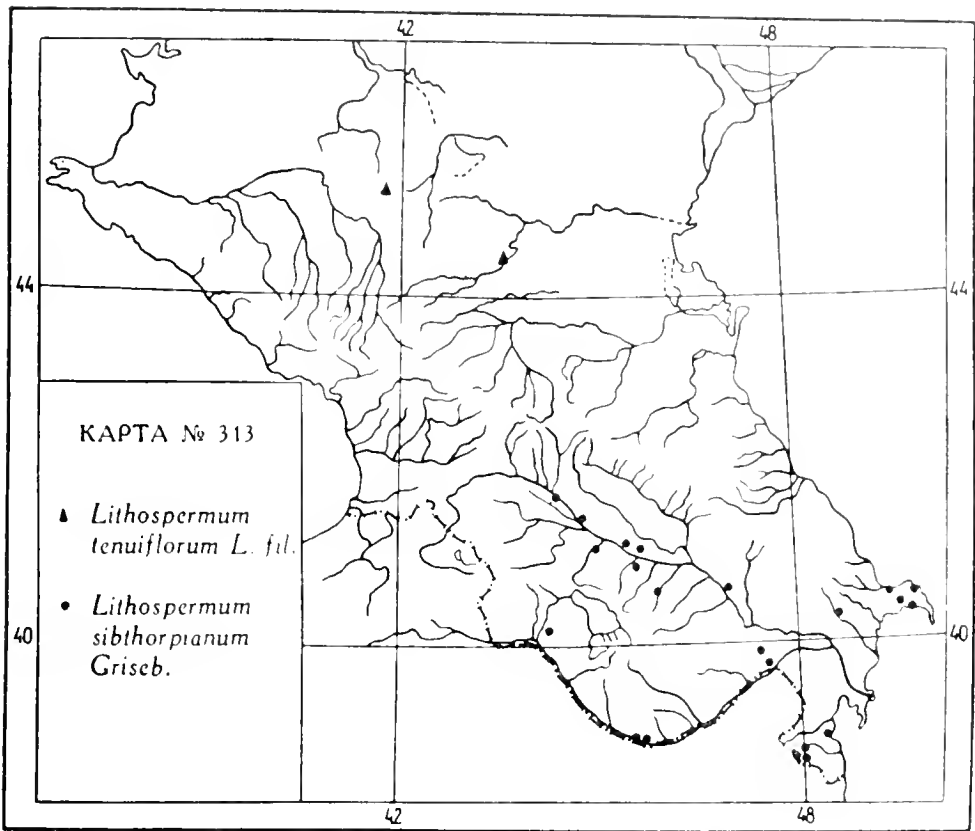 42 48
44 44
КАРТА № 313
Lithospermum
tenuiflorum L. fil.
Lithospermum
sibthorpianum
Griseb.
40 40
42 48